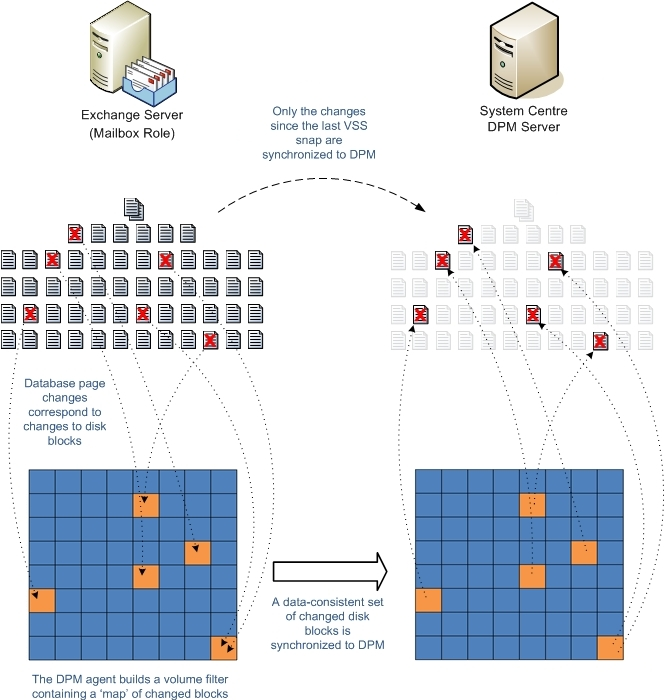 Exchange Server
(Mailbox Role)
System Centre
DPM Server
Only the changes
since the last VSS
snap are
synchronized to DPM
Database page
changes
correspond to
changes to disk
blocks
A data-consistent set
of changed disk
blocks is
synchronized to DPM
The DPM agent builds a volume filter
containing a ‘map’ of changed blocks